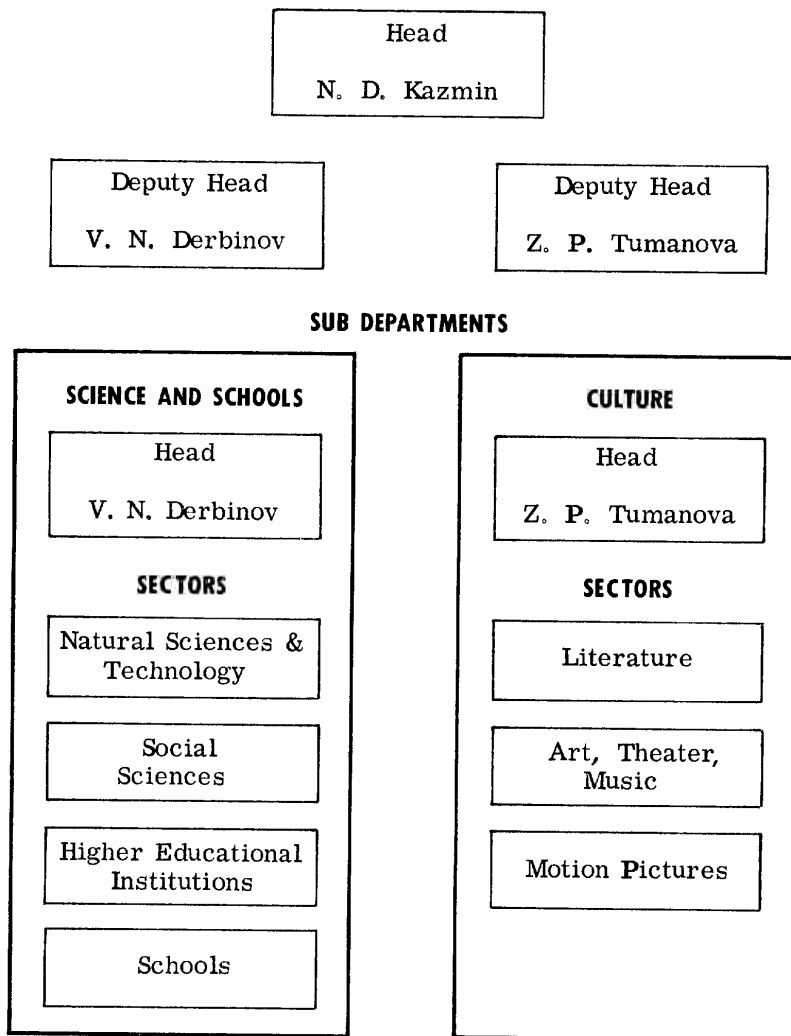 Head
N. D. Kazmin
Deputy Head
V. N. Derbinov
Deputy Head
Z. P. Tumanova
SUB DEPARTMENTS
SCIENCE AND SCHOOLS
Head
V. N. Derbinov
SECTORS
Natural Sciences &
Technology
Social
Sciences
Higher Educational
Institutions
Schools
CULTURE
Head
Z. P. Tumanova
SECTORS
Literature
Art, Theater,
Music
Motion Pictures